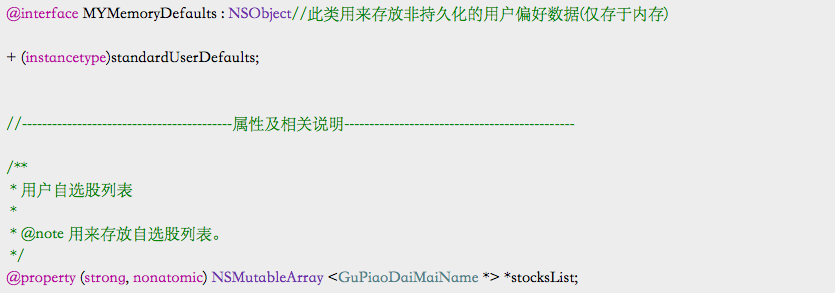 @interface MYMemoryDefaults : NSObject//此类用来存放非持久化的用户偏好数据(仅存于内存)
+ (instancetype)standardUserDefaults;
//------------------------------------------属性及相关说明----------------------------------------------
/**
* 用户自选股列表
*
* @note 用来存放自选股列表。
*/
@property (strong, nonatomic) NSMutableArray <GuPiaoDaiMaiName *> *stocksList;